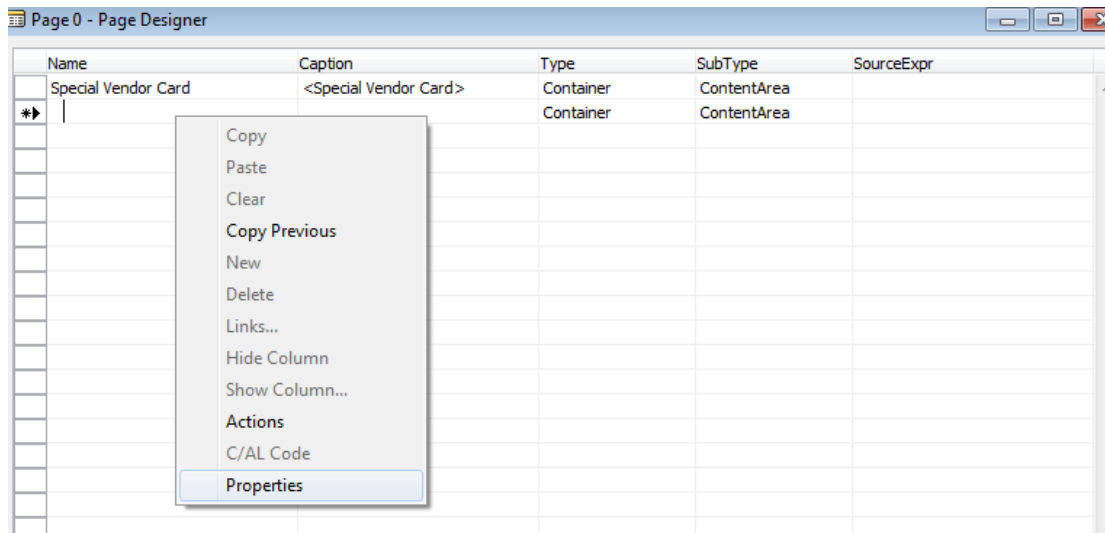 Page 0 - Page Designer
Name Caption Type SubType SourceExpr
Special Vendor Card <Special Vendor Card> Container ContentArea
Container ContentArea
Copy
Paste
Clear
Copy Previous
New
Delete
Links...
Hide Column
Show Column...
Actions
C/AL Code
Properties